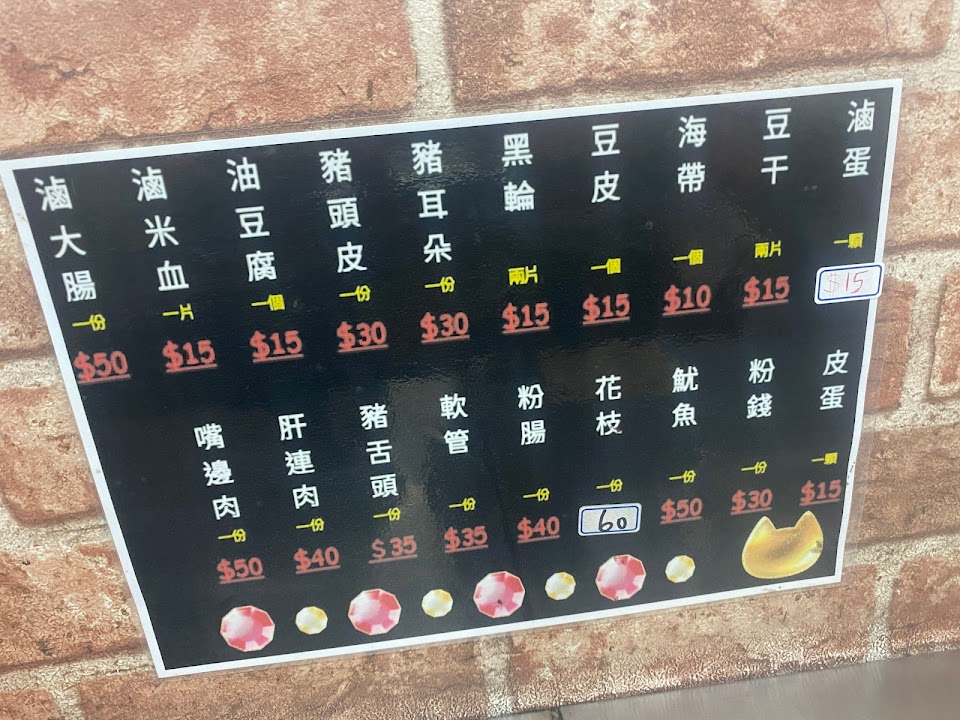 滷蛋 一顆 $15
豆干 兩片 $15
海帶 一個 $10
豆皮 一個 $15
黑輪 兩片 $15
豬耳朵 一份 $30
豬頭皮 一份 $30
油豆腐 一個 $15
滷米血 一片 $15
滷大腸 一份 $50
皮蛋 一顆 $15
粉錢 一份 $30
魷魚 一份 $50
花枝 一份 60
粉腸 一份 $40
軟管 一份 $35
豬舌頭 一份 $35
肝連肉 一份 $40
嘴邊肉 一份 $50